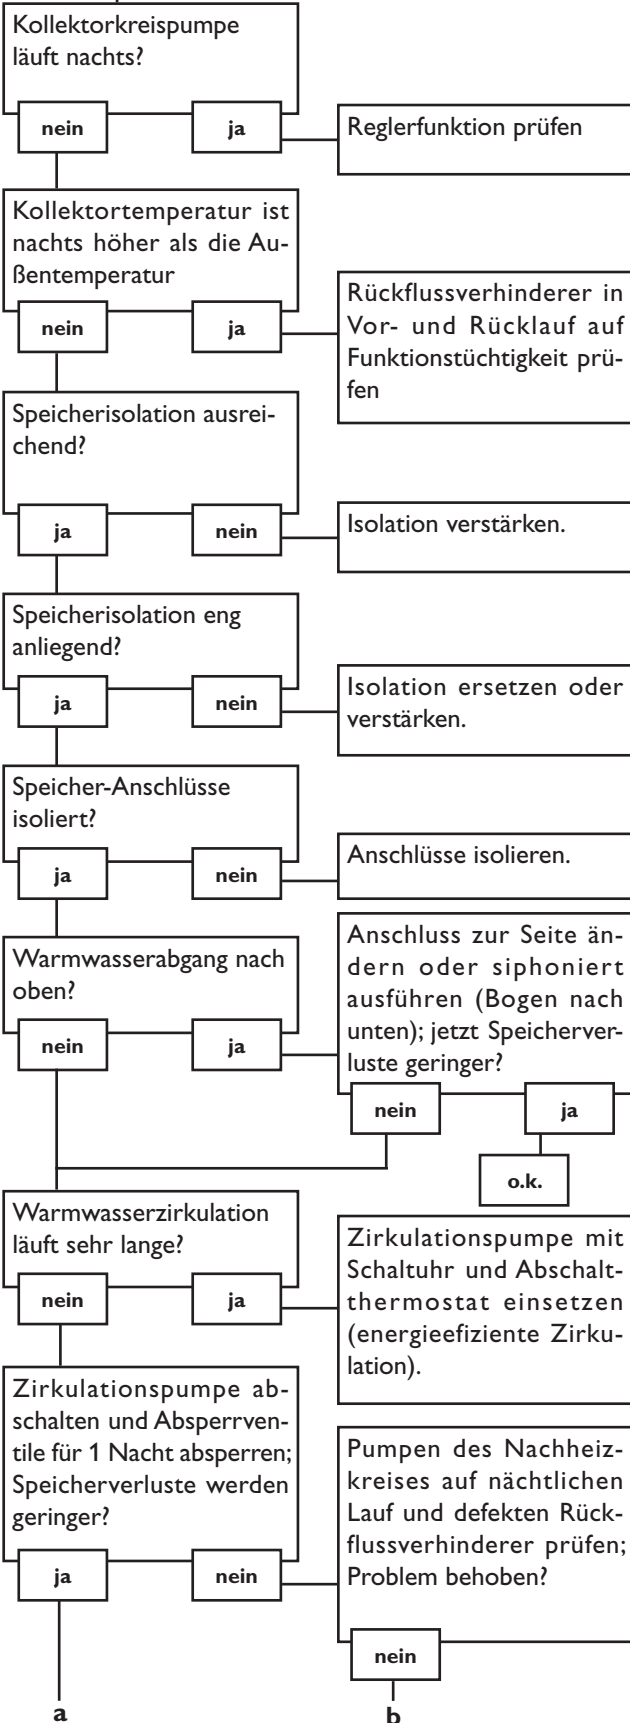 Kollektorkreispumpe
läuft nachts?
nein
ja
Reglerfunktion prüfen
Kollektortemperatur ist
nachts höher als die Au-
ßentemperatur
nein
ja
Rückflussverhinderer in
Vor- und Rücklauf auf
Funktionstüchtigkeit prü-
fen
Speicherisolation ausrei-
chend?
ja
nein
Isolation verstärken.
Speicherisolation eng
anliegend?
ja
nein
Isolation ersetzen oder
verstärken.
Speicher-Anschlüsse
isoliert?
ja
nein
Anschlüsse isolieren.
Warmwasserabgang nach
oben?
nein
ja
Anschluss zur Seite än-
dern oder siphoniert
ausführen (Bogen nach
unten); jetzt Speicherver-
luste geringer?
nein
ja
o.k.
Warmwasserzirkulation
läuft sehr lange?
nein
ja
Zirkulationspumpe mit
Schaltuhr und Abschalt-
thermostat einsetzen
(energieefiziente Zirku-
lation).
Zirkulationspumpe ab-
schalten und Absperrven-
tile für 1 Nacht absperren;
Speicherverluste werden
geringer?
ja
nein
Pumpen des Nachheiz-
kreises auf nächtlichen
Lauf und defekten Rück-
flussverhinderer prüfen;
Problem behoben?
nein
a
b